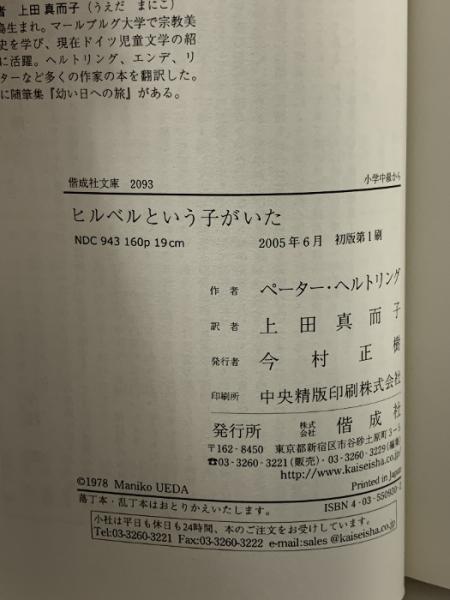 者 上田 真而子（うえだ まにこ）
島生まれ。マールブルグ大学で宗教美
史を学び、現在ドイツ児童文学の紹
に活躍。ヘルトリング、エンデ、リ
ターなど多くの作家の本を翻訳した。
に随筆集『幼い日への旅』がある。
偕成社文庫 2093
小学中級から
ヒルベルという子がいた
NDC 943 160p 19cm
2005年6月 初版第1刷
作者 ペーター・ヘルトリング
訳者 上田真而子
発行者 今村正樹
印刷所 中央精版印刷株式会社
発行所 株式会社 偕成社
〒162-8450 東京都新宿区市谷砂土原町3-5
☎03-3260-3221(販売)・03-3260-3229(編集)
http://www.kaiseisha.co.jp
©1978 Maniko UEDA
Printed in Japan
落丁本・乱丁本はおとりかえいたします。
ISBN 4-03-550930-2
小社は平日も休日も24時間、本のご注文をお受けしています。
Tel:03-3260-3221 Fax:03-3260-3222 e-mail:sales @kaiseisha.co.jp